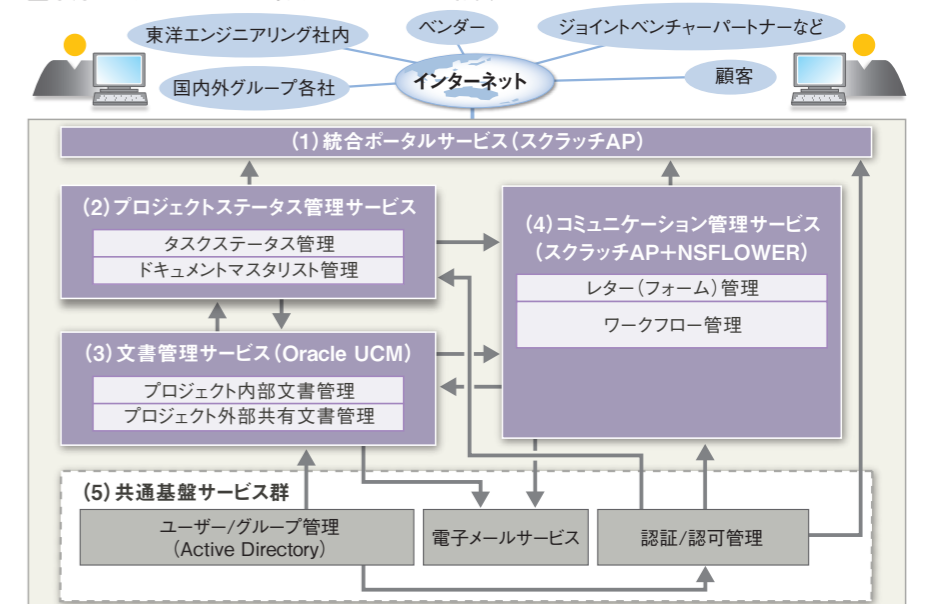 東洋エンジニアリング社内
ベンダー
ジョイントベンチャーパートナーなど
国内外グループ各社
インターネット
顧客
(1)統合ポータルサービス(スクラッチAP)
(2)プロジェクトステータス管理サービス
タスクステータス管理
ドキュメントマスタリスト管理
(4)コミュニケーション管理サービス
(スクラッチAP+NSFLOWER)
レター(フォーム)管理
ワークフロー管理
(3)文書管理サービス(Oracle UCM)
プロジェクト内部文書管理
プロジェクト外部共有文書管理
(5)共通基盤サービス群
ユーザー/グループ管理
(Active Directory)
電子メールサービス
認証/認可管理